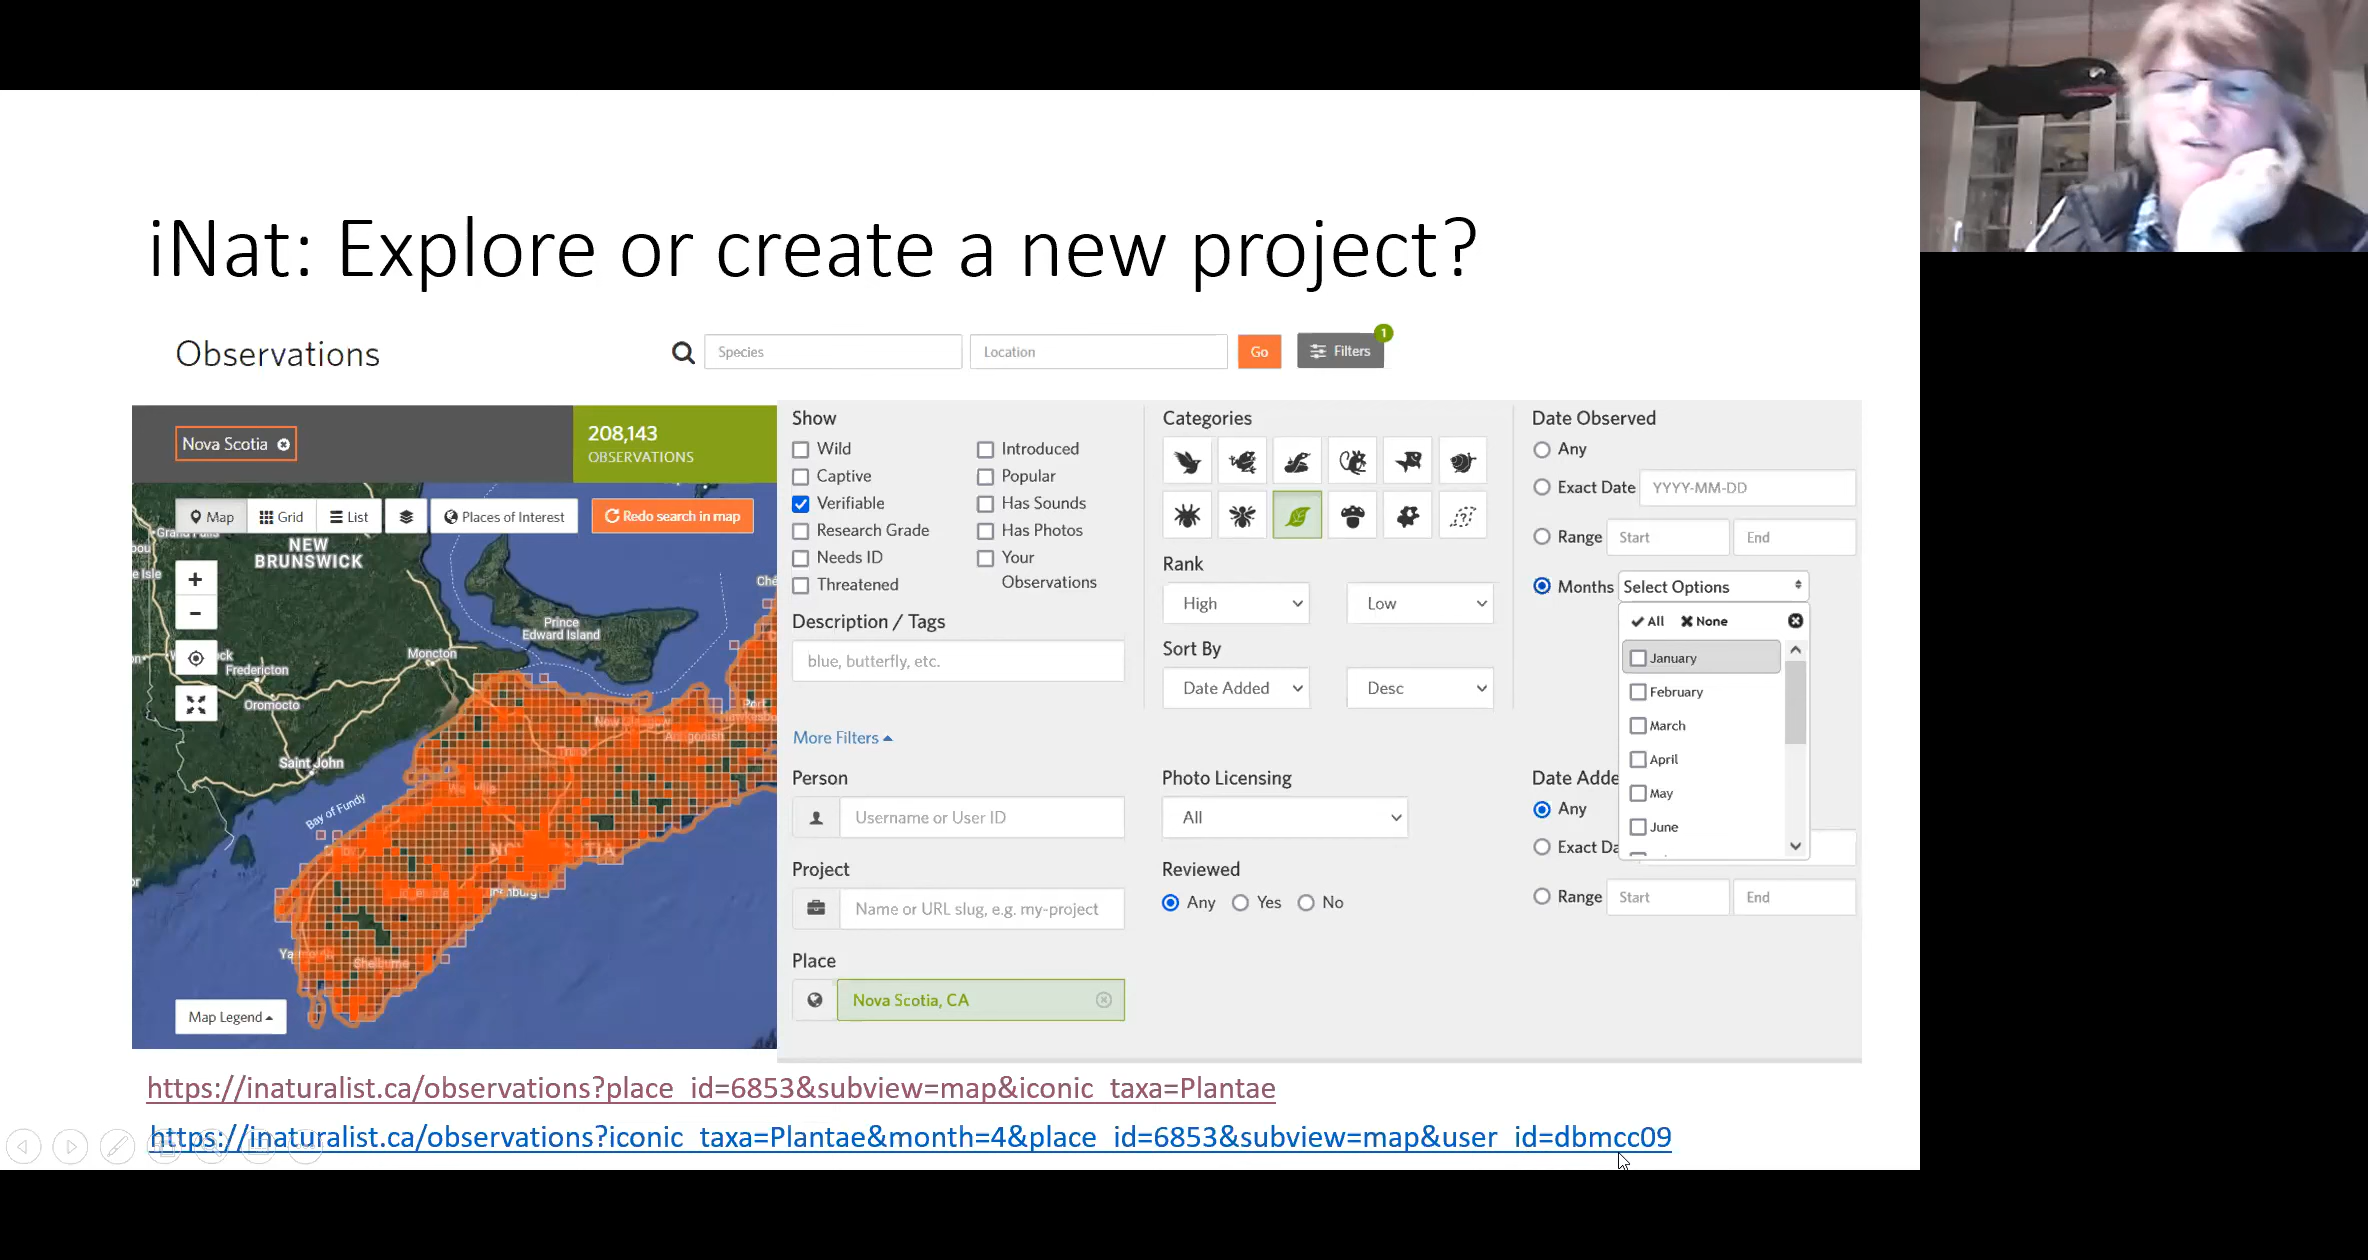 iNat: Explore or create a new project?
Observations
Species
Location
Go
Filters
1
Nova Scotia
208,143
OBSERVATIONS
Map
Grid
List
Places of Interest
Redo search in map
NEW
BRUNSWICK
Prince
Edward Island
Moncton
Fredericton
Oromocto
Saint John
Bay of Fundy
Map Legend
Show
Wild
Captive
Verifiable
Research Grade
Needs ID
Threatened
Introduced
Popular
Has Sounds
Has Photos
Your
Observations
Description / Tags
blue, butterfly, etc.
More Filters
Person
Username or User ID
Project
Name or URL slug, e.g. my-project
Place
Nova Scotia, CA
Categories
Rank
High
Low
Sort By
Date Added
Desc
Photo Licensing
All
Reviewed
Any
Yes
No
Date Observed
Any
Exact Date
YYYY-MM-DD
Range
Start
End
Months
Select Options
All
None
January
February
March
April
May
June
Date Adde
Any
Exact Da
Range
Start
End
https://inaturalist.ca/observations?place_id=6853&subview=map&iconic_taxa=Plantae
https://inaturalist.ca/observations?iconic_taxa=Plantae&month=4&place_id=6853&subview=map&user_id=dbmcc09